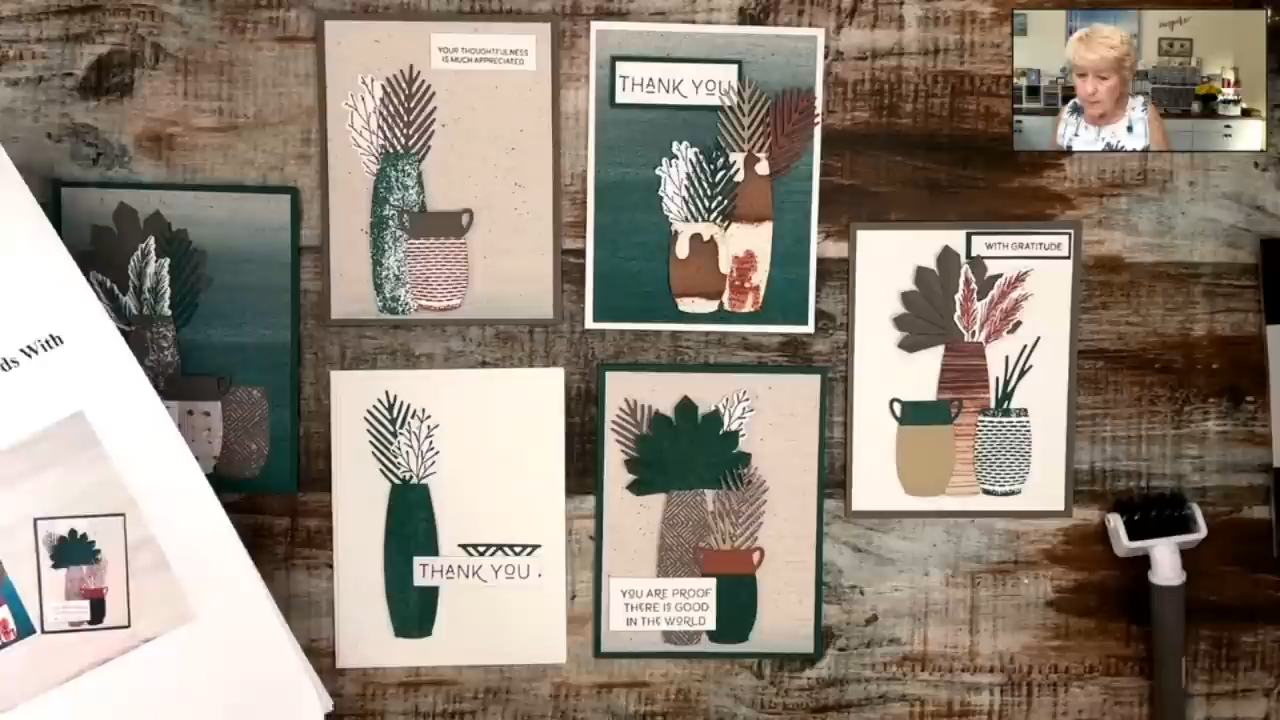 YOUR THOUGHTFULNESS
IS MUCH APPRECIATED
THANK YOU
inspire
WITH GRATITUDE
ds With
THANK YOU .
YOU ARE PROOF
THERE IS GOOD
IN THE WORLD